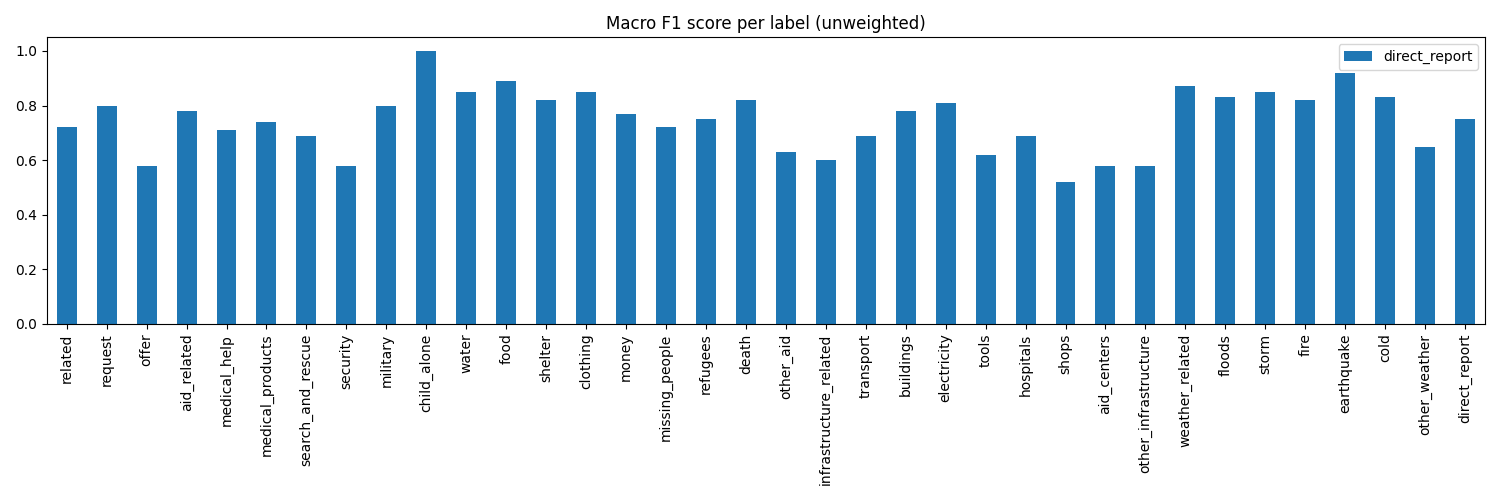 Macro F1 score per label (unweighted)
direct_report
1.0
0.8
0.6
0.4
0.2
0.0
related
request
offer
aid_related
medical_help
medical_products
search_and_rescue
security
military
child_alone
water
food
shelter
clothing
money
missing_people
refugees
death
other_aid
infrastructure_related
transport
buildings
electricity
tools
hospitals
shops
aid_centers
other_infrastructure
weather_related
floods
storm
fire
earthquake
cold
other_weather
direct_report